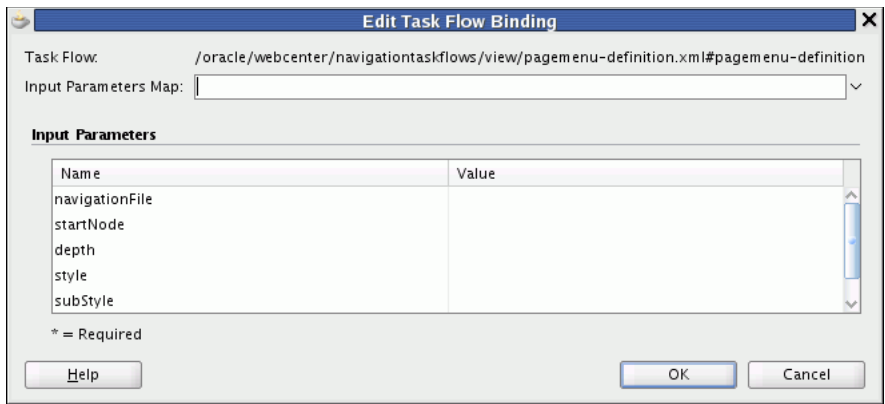 Edit Task Flow Binding
Task Flow: /oracle/webcenter/navigationtaskflows/view/pagemenu-definition.xml#pagemenu-definition
Input Parameters Map:
Input Parameters
Name Value
navigationFile
startNode
depth
style
subStyle
* = Required
Help OK Cancel